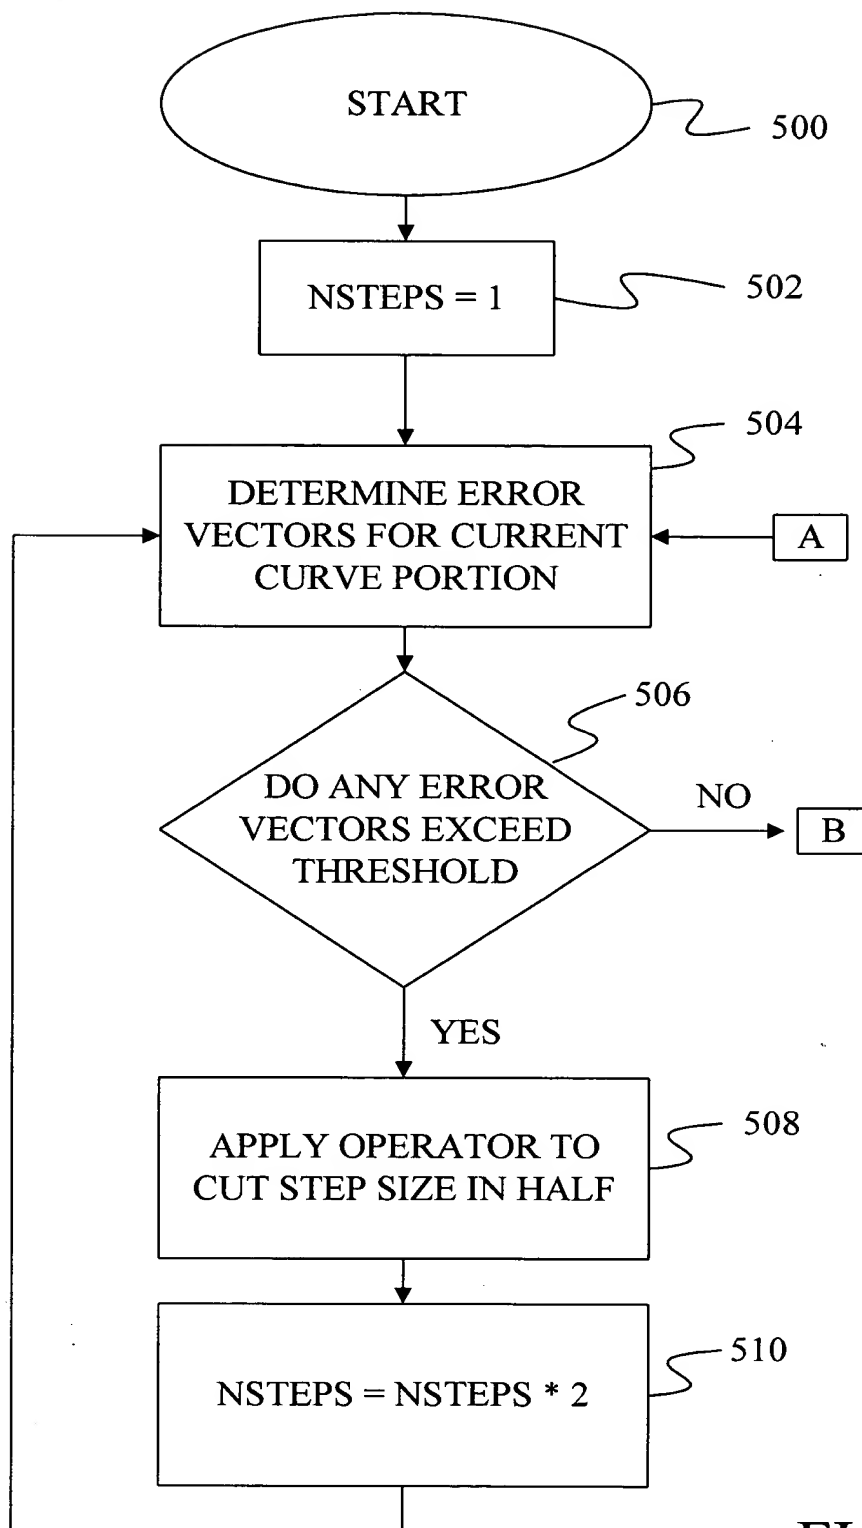 START
500
NSTEPS = 1
502
504
DETERMINE ERROR
VECTORS FOR CURRENT
CURVE PORTION
A
506
DO ANY ERROR
VECTORS EXCEED
THRESHOLD
NO
B
YES
APPLY OPERATOR TO
CUT STEP SIZE IN HALF
508
NSTEPS = NSTEPS * 2
510